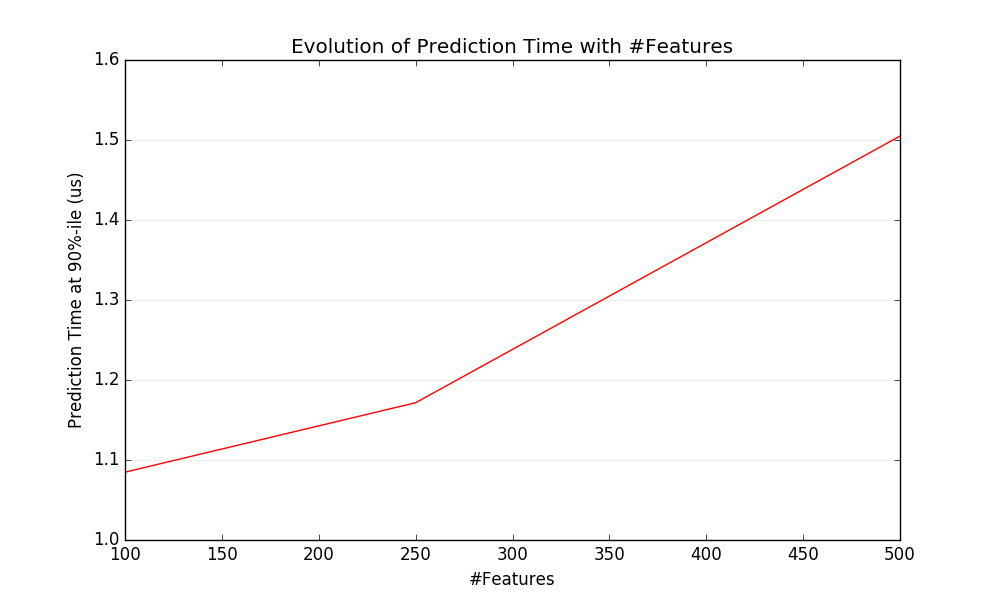 Evolution of Prediction Time with #Features
1.6
1.5
1.4
1.3
1.2
1.1
1.0
Prediction Time at 90%-ile (us)
100 150 200 250 300 350 400 450 500
#Features